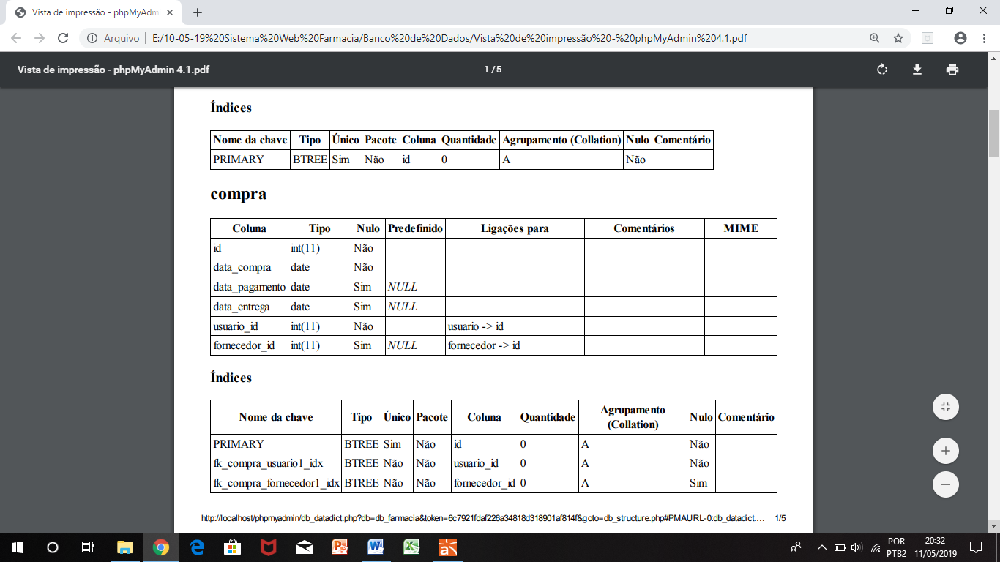 Vista de impressão - phpMyAdm
Arquivo
E:/10-05-19%20Sistema%20Web%20Farmacia/Banco%20de%20Dados/Vista%20de%20impressão%20-%20phpMyAdmin%204.1.pdf
Vista de impressão - phpMyAdmin 4.1.pdf
1 / 5
Índices
Nome da chave Tipo Único Pacote Coluna Quantidade Agrupamento (Collation) Nulo Comentário
PRIMARY BTREE Sim Não id 0 A Não
compra
Coluna Tipo Nulo Predefinido Ligações para Comentários MIME
id int(11) Não
data_compra date Não
data_pagamento date Sim NULL
data_entrega date Sim NULL
usuario_id int(11) Não usuario -> id
fornecedor_id int(11) Sim NULL fornecedor -> id
Índices
Nome da chave Tipo Único Pacote Coluna Quantidade Agrupamento (Collation) Nulo Comentário
PRIMARY BTREE Sim Não id 0 A Não
fk_compra_usuario1_idx BTREE Não Não usuario_id 0 A Não
fk_compra_fornecedor1_idx BTREE Não Não fornecedor_id 0 A Sim
http://localhost/phpmyadmin/db_datadict.php?db=db_farmacia&token=6c7921fdaf226a34818d318901af814f&goto=db_structure.php#PMAURL-0:db_datadict.… 1/5
POR
PTB2
20:32
11/05/2019